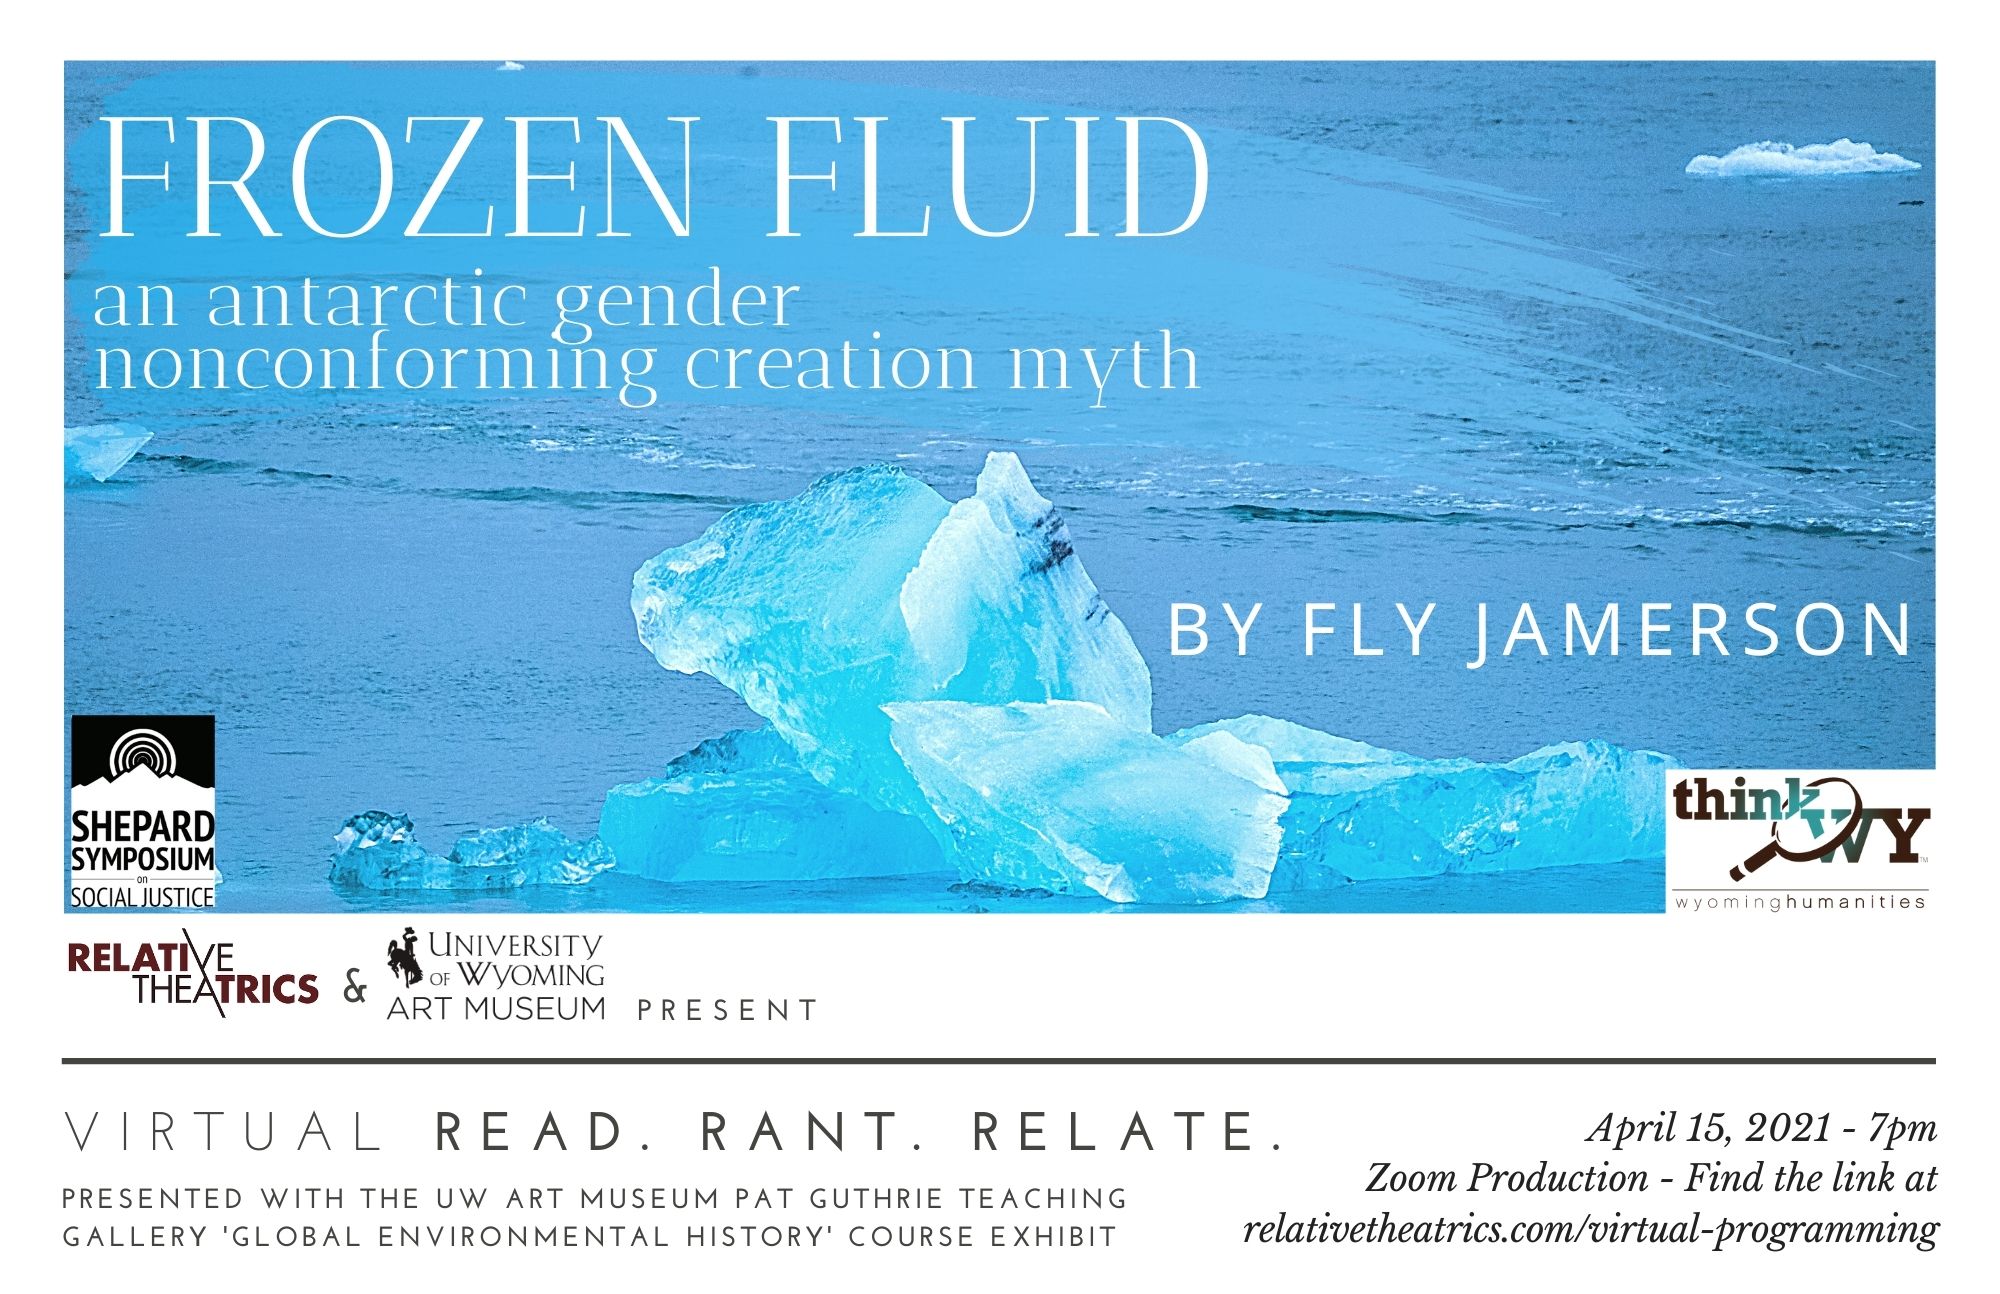 FROZEN FLUID
an antarctic gender
nonconforming creation myth
BY FLY JAMERSON
SHEPARD
SYMPOSIUM
on
SOCIAL JUSTICE
thinkWY
TM
wyominghumanities
RELATIVE
THEATRICS
&
UNIVERSITY
OF WYOMING
ART MUSEUM
PRESENT
VIRTUAL READ. RANT. RELATE.
PRESENTED WITH THE UW ART MUSEUM PAT GUTHRIE TEACHING
GALLERY 'GLOBAL ENVIRONMENTAL HISTORY' COURSE EXHIBIT
April 15, 2021 - 7pm
Zoom Production - Find the link at
relativetheatrics.com/virtual-programming